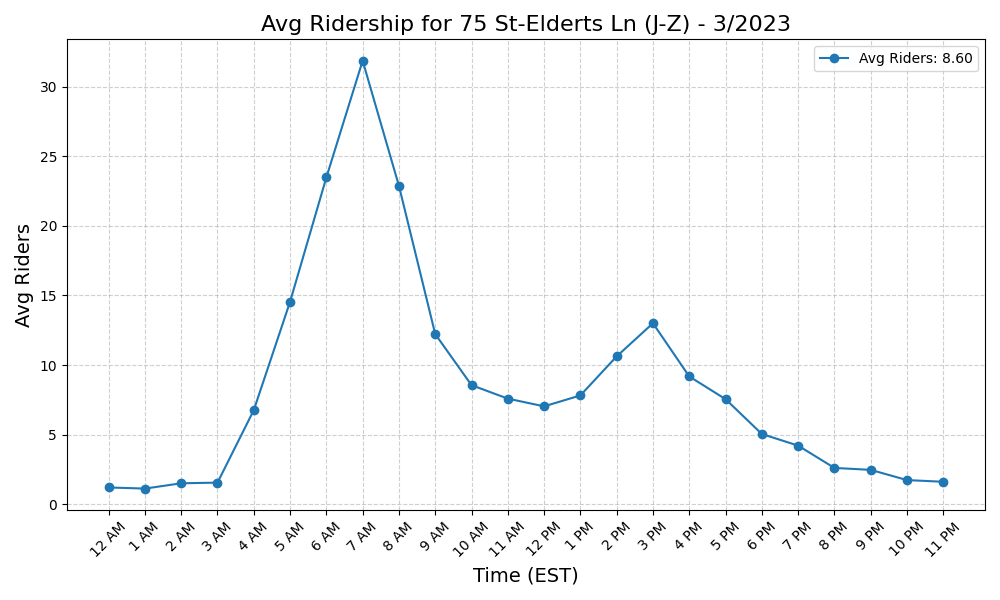 Avg Ridership for 75 St-Elderts Ln (J-Z) - 3/2023
Avg Riders: 8.60
Avg Riders
30
25
20
15
10
5
0
12 AM
1 AM
2 AM
3 AM
4 AM
5 AM
6 AM
7 AM
8 AM
9 AM
10 AM
11 AM
12 PM
1 PM
2 PM
3 PM
4 PM
5 PM
6 PM
7 PM
8 PM
9 PM
10 PM
11 PM
Time (EST)